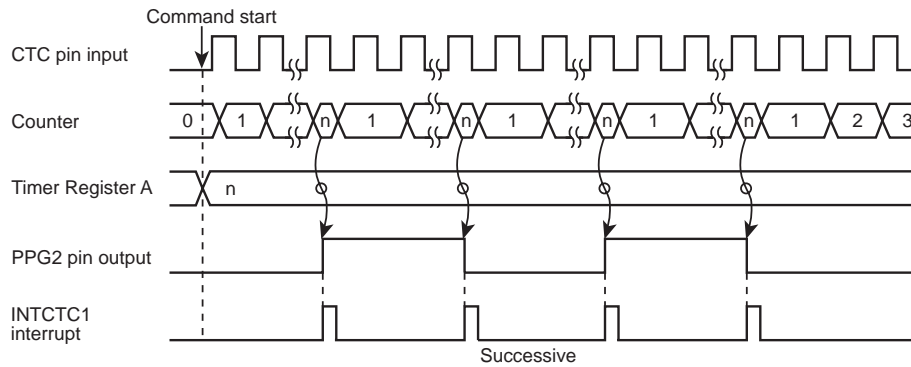 Command start
CTC pin input
Counter 0 1 n 1 n 1 n 1 n 1 2 3
Timer Register A n
PPG2 pin output
INTCTC1
interrupt
Successive